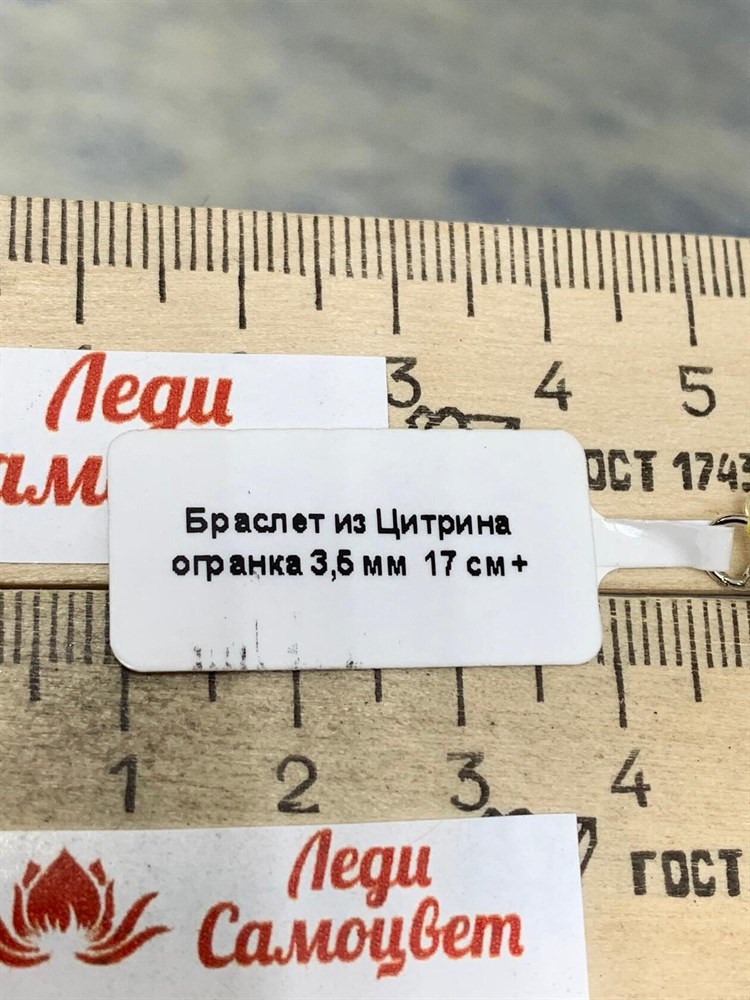 3 4 5
Леди
ГОСТ 1743
Браслет из Цитрина
огранка 3,5 мм 17 см+
1 2 3 4
ГОСТ
Леди
Самоцвет